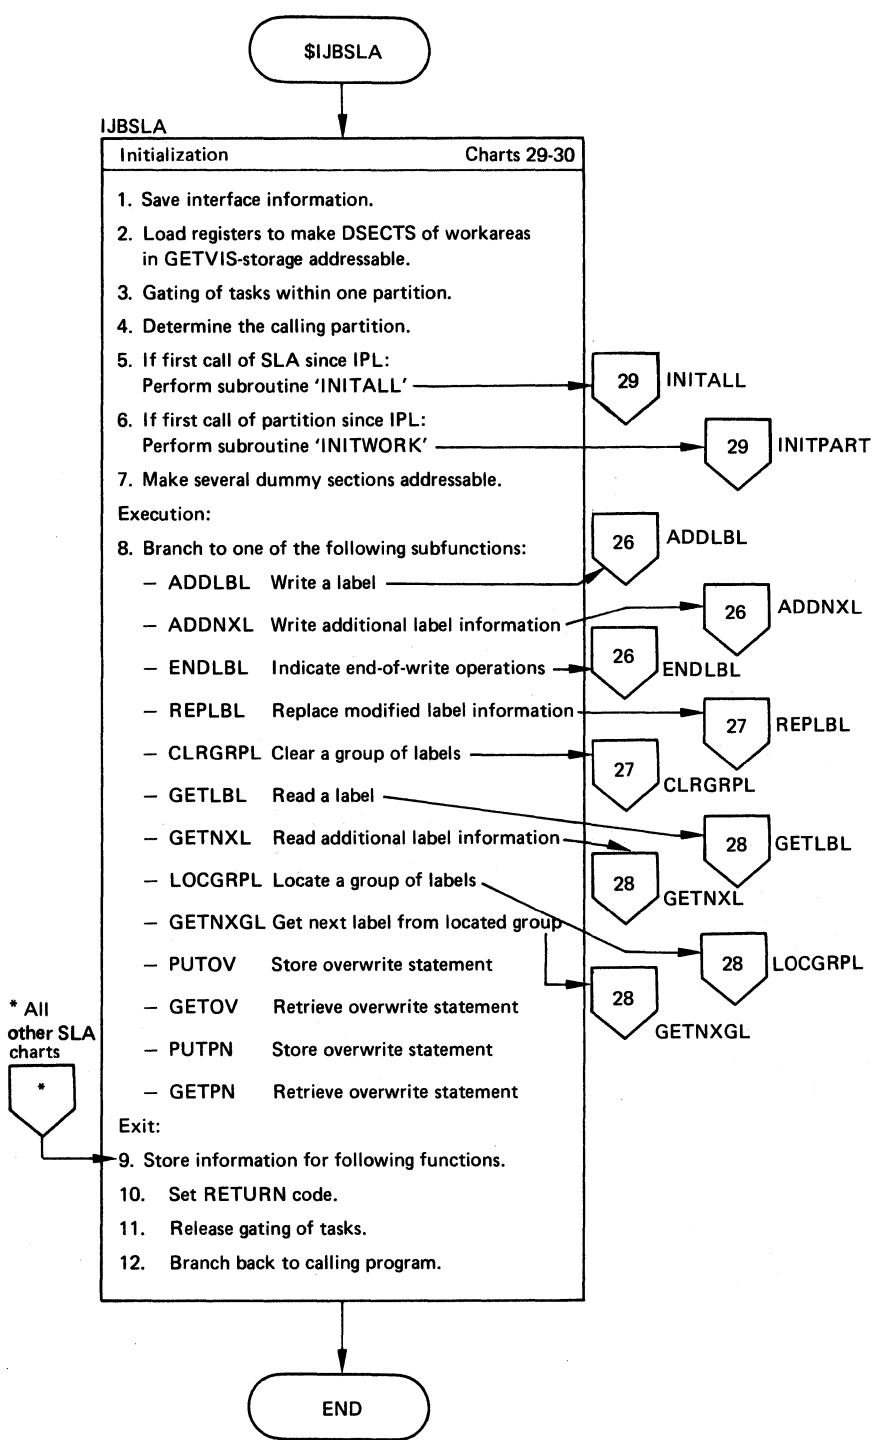 $IJBSLA
IJBSLA
Initialization Charts 29-30
1. Save interface information.
2. Load registers to make DSECTS of workareas
in GETVIS-storage addressable.
3. Gating of tasks within one partition.
4. Determine the calling partition.
5. If first call of SLA since IPL:
Perform subroutine 'INITALL'
29 INITALL
6. If first call of partition since IPL:
Perform subroutine 'INITWORK'
29 INITPART
7. Make several dummy sections addressable.
Execution:
8. Branch to one of the following subfunctions:
26 ADDLBL
— ADDLBL Write a label
— ADDNXL Write additional label information
26 ADDNXL
— ENDLBL Indicate end-of-write operations
26 ENDLBL
— REPLBL Replace modified label information
27 REPLBL
— CLRGRPL Clear a group of labels
27 CLRGRPL
— GETLBL Read a label
28 GETLBL
— GETNXL Read additional label information
28 GETNXL
— LOCGRPL Locate a group of labels
28 LOCGRPL
— GETNXGL Get next label from located group
28 GETNXGL
— PUTOV Store overwrite statement
— GETOV Retrieve overwrite statement
— PUTPN Store overwrite statement
— GETPN Retrieve overwrite statement
* All
other SLA
charts
*
Exit:
9. Store information for following functions.
10. Set RETURN code.
11. Release gating of tasks.
12. Branch back to calling program.
END